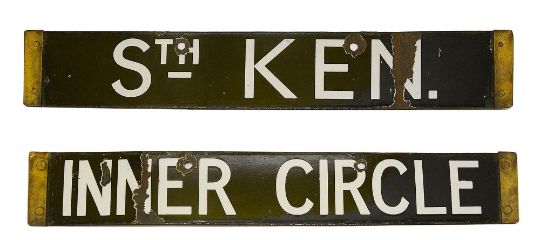 STH KEN.
INNER CIRCLE